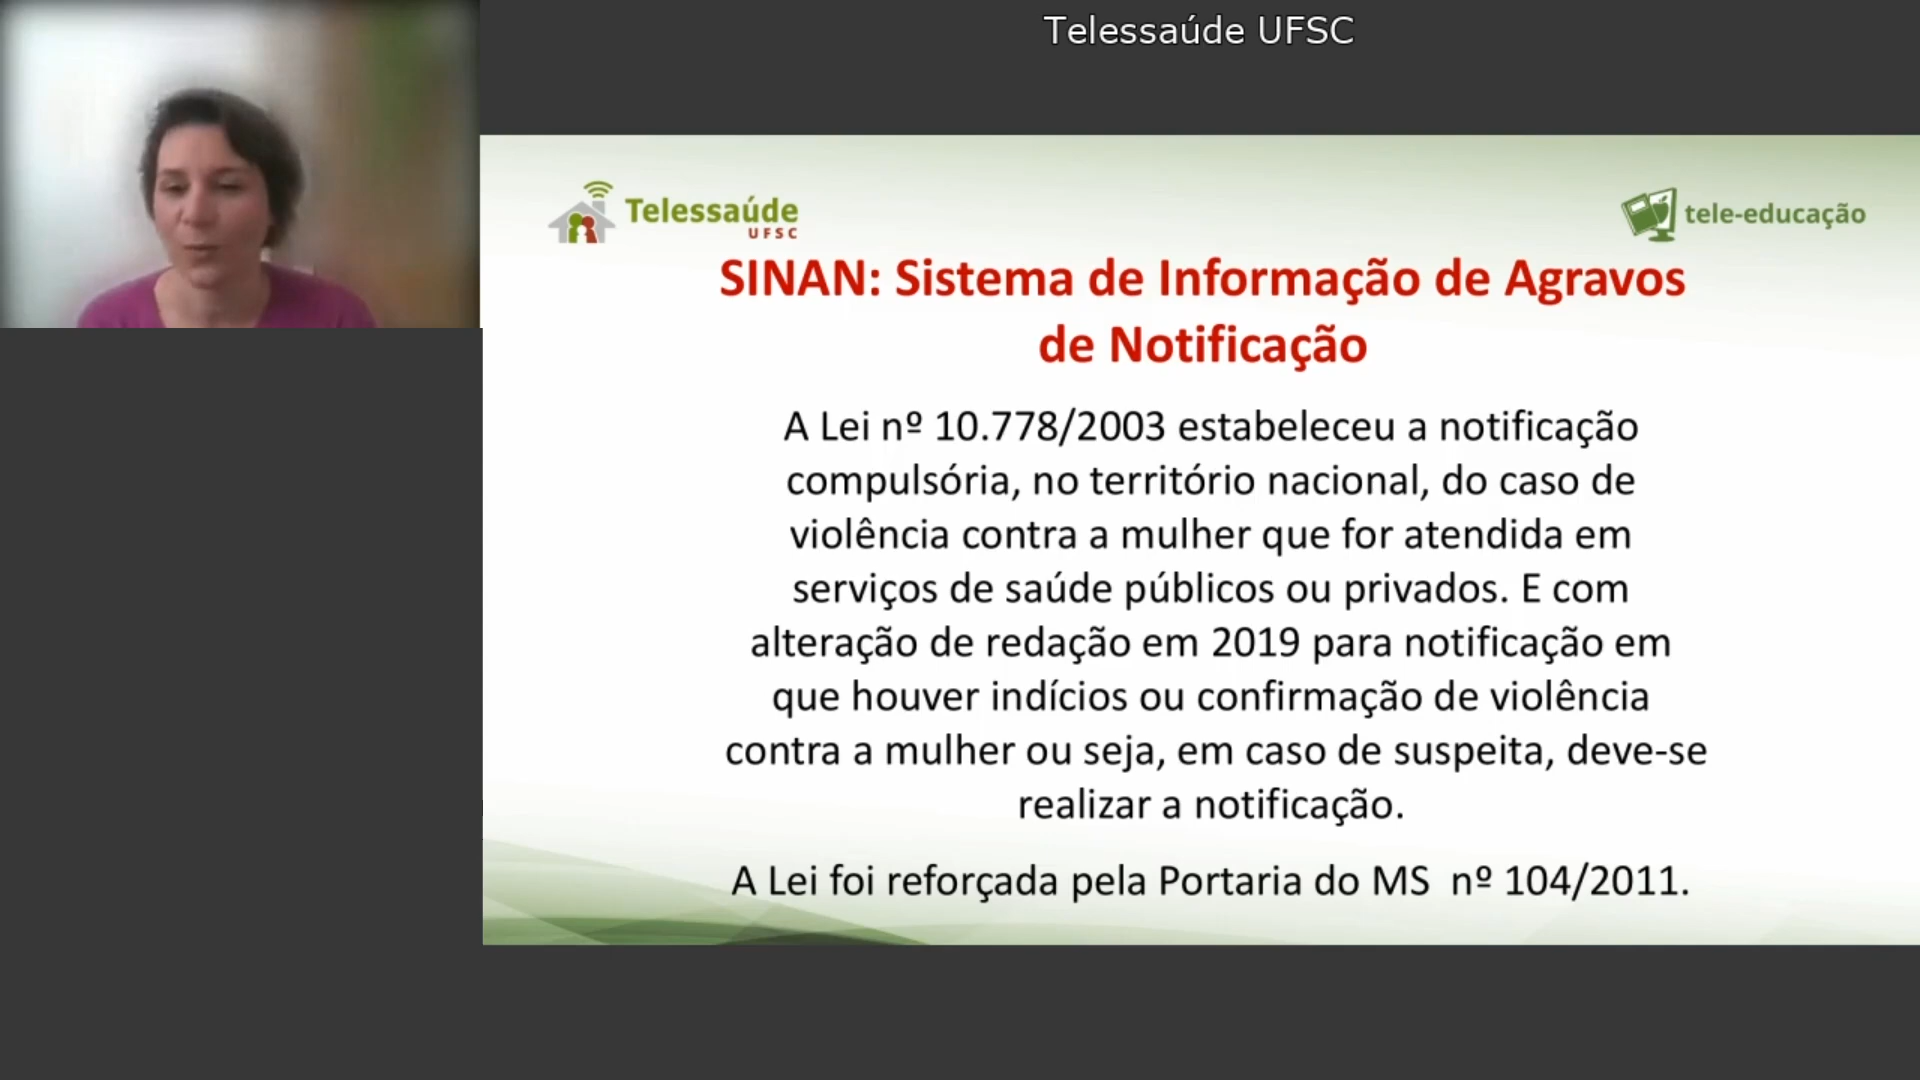 Telessaúde UFSC
Telessaúde
UFSC
tele-educação
SINAN: Sistema de Informação de Agravos
de Notificação
A Lei nº 10.778/2003 estabeleceu a notificação
compulsória, no território nacional, do caso de
violência contra a mulher que for atendida em
serviços de saúde públicos ou privados. E com
alteração de redação em 2019 para notificação em
que houver indícios ou confirmação de violência
contra a mulher ou seja, em caso de suspeita, deve-se
realizar a notificação.
A Lei foi reforçada pela Portaria do MS  nº 104/2011.